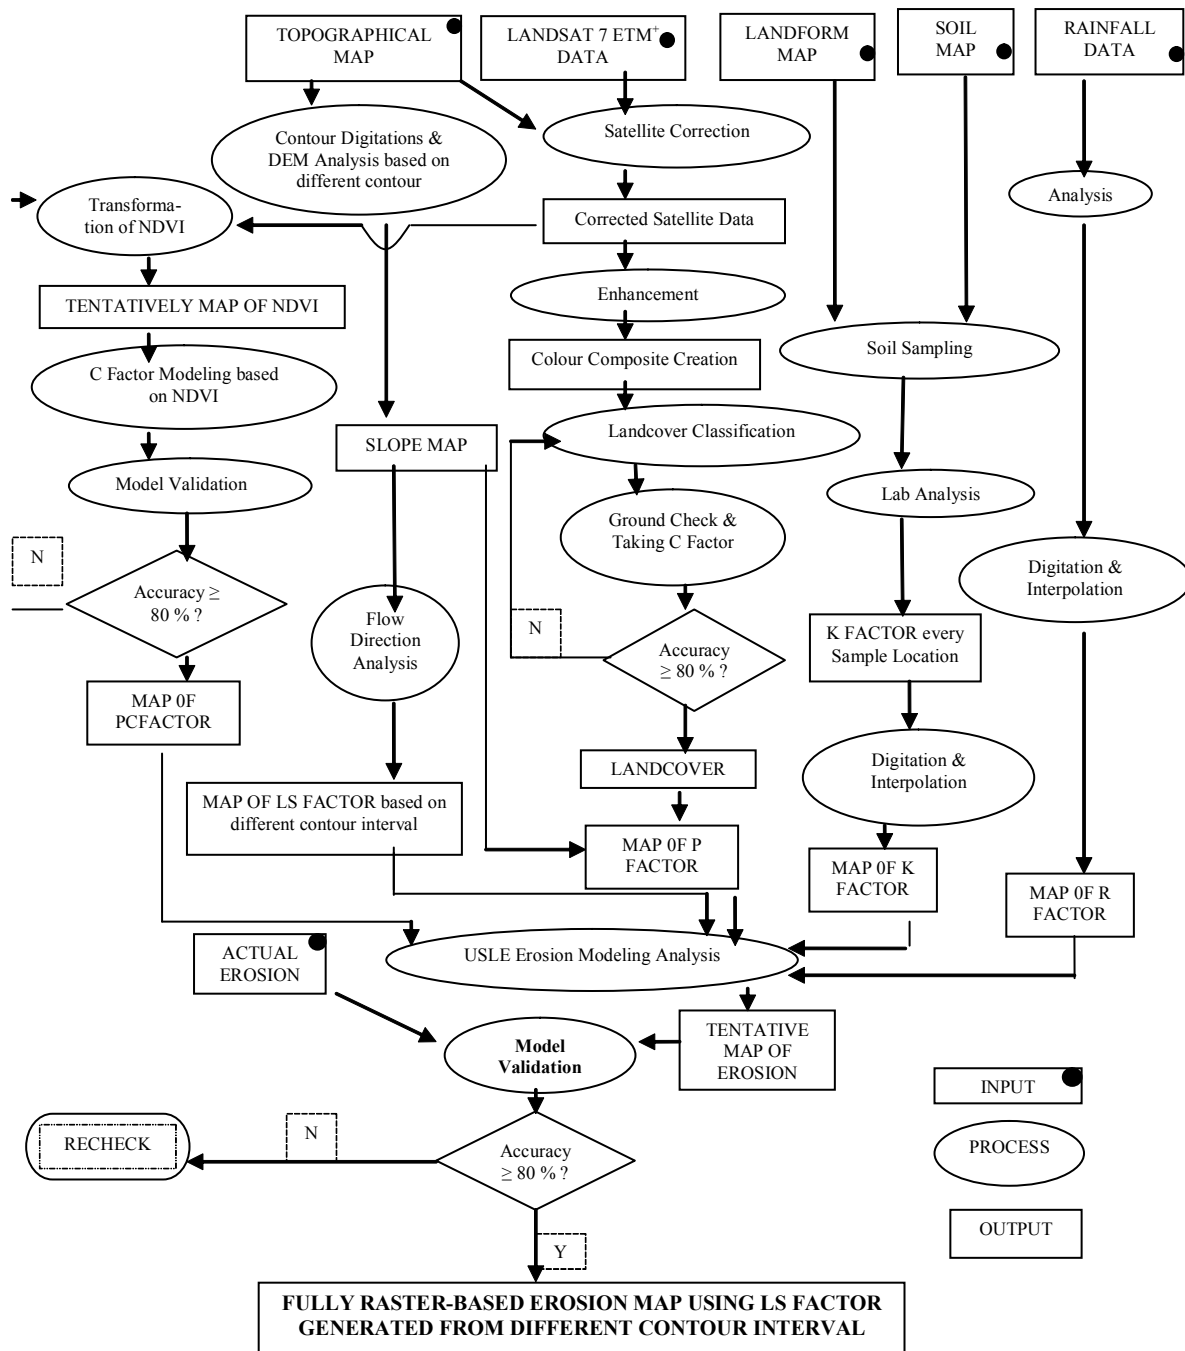 TOPOGRAPHICAL
MAP
LANDSAT 7 ETM+
DATA
LANDFORM
MAP
SOIL
MAP
RAINFALL
DATA
Contour Digitations &
DEM Analysis based on
different contour
Satellite Correction
Transforma-
tion of NDVI
Corrected Satellite Data
Analysis
TENTATIVELY MAP OF NDVI
Enhancement
C Factor Modeling based
on NDVI
Colour Composite Creation
Soil Sampling
SLOPE MAP
Landcover Classification
Model Validation
Ground Check &
Taking C Factor
Lab Analysis
N
Accuracy ≥
80 % ?
Flow
Direction
Analysis
N
Accuracy
≥ 80 % ?
K FACTOR every
Sample Location
Digitation &
Interpolation
MAP 0F
PCFACTOR
LANDCOVER
Digitation &
Interpolation
MAP OF LS FACTOR based on
different contour interval
MAP 0F P
FACTOR
MAP 0F K
FACTOR
MAP 0F R
FACTOR
ACTUAL
EROSION
USLE Erosion Modeling Analysis
Model
Validation
TENTATIVE
MAP OF
EROSION
INPUT
RECHECK
N
Accuracy
≥ 80 % ?
PROCESS
Y
OUTPUT
FULLY RASTER-BASED EROSION MAP USING LS FACTOR
GENERATED FROM DIFFERENT CONTOUR INTERVAL